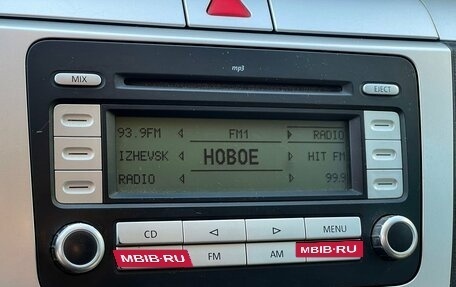 mp3
MIX
EJECT
93.9FM FM1 RADIO
IZHEVSK НОВОЕ HIT FM
RADIO 99.9
CD MENU
FM AM
MBIB-RU MBIB-RU